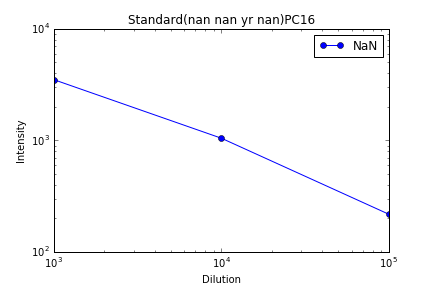 Standard(nan nan yr nan)PC16
NaN
10^4
10^3
10^2
Intensity
10^3 10^4 10^5
Dilution